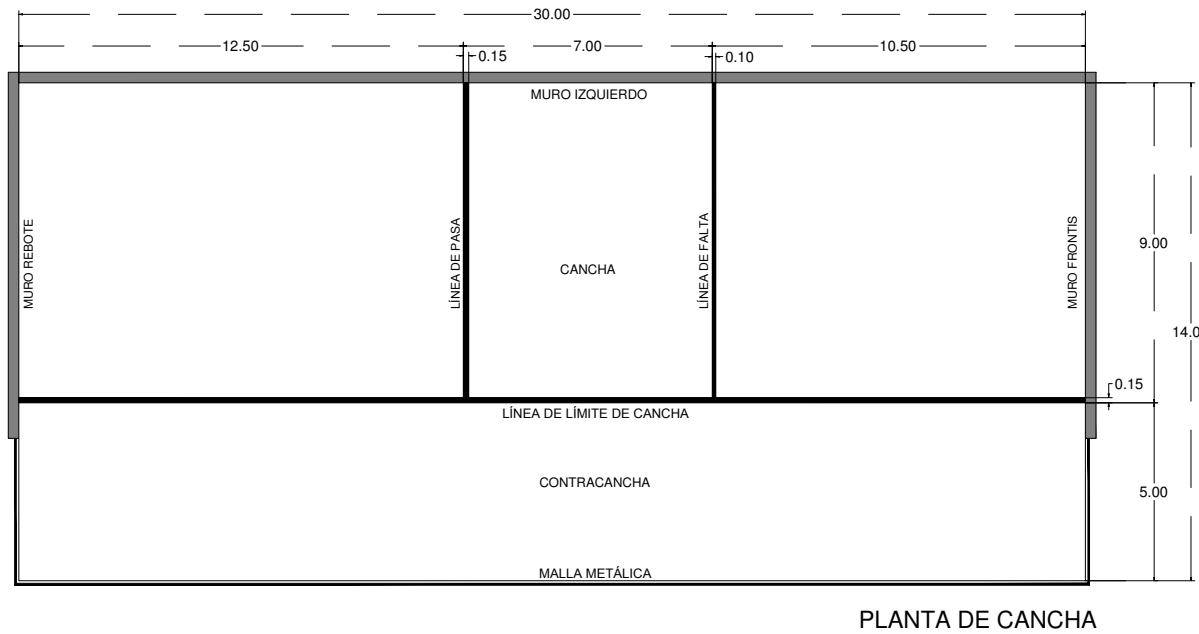 30.00
12.50
7.00
10.50
0.15
0.10
MURO IZQUIERDO
MURO REBOTE
LÍNEA DE PASA
CANCHA
LÍNEA DE FALTA
MURO FRONTIS
9.00
14.0
0.15
LÍNEA DE LÍMITE DE CANCHA
CONTRACANCHA
5.00
MALLA METÁLICA
PLANTA DE CANCHA